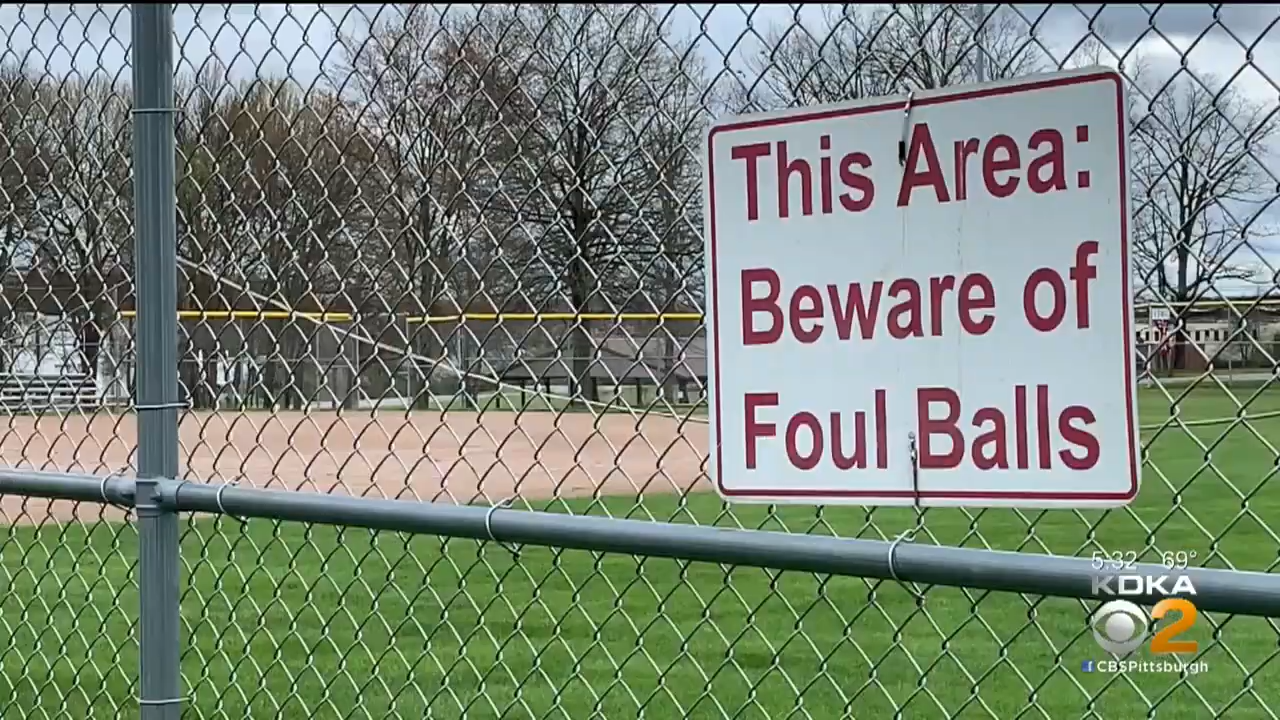 This Area:
Beware of
Foul Balls
5:32 69°
KDKA
2
f CBSPittsburgh